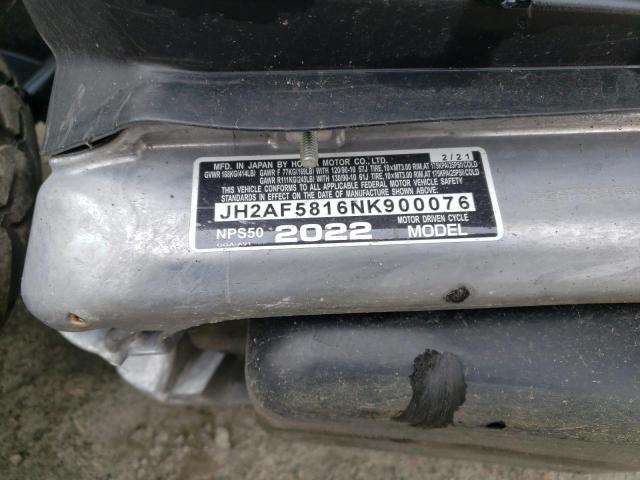 2/21
MFD. IN JAPAN BY MOTOR CO., LTD.
GVWR 188KG(414LB) GAWR F 77KG(169LB) WITH 120/90-10 57J TIRE, 10×MT3.00 RIM, AT 175KPA(25PSI)COLD
GAWR R111KG(245LB) WITH 130/90-10 61J TIRE, 10×MT3.00 RIM, AT 175KPA(25PSI)COLD
THIS VEHICLE CONFORMS TO ALL APPLICABLE FEDERAL MOTOR VEHICLE SAFETY
STANDARDS IN EFFECT ON THE DATE OF MANUFACTURE SHOWN ABOVE.
JH2AF5816NK900076
NPS50 2022 MOTOR DRIVEN CYCLE
MODEL